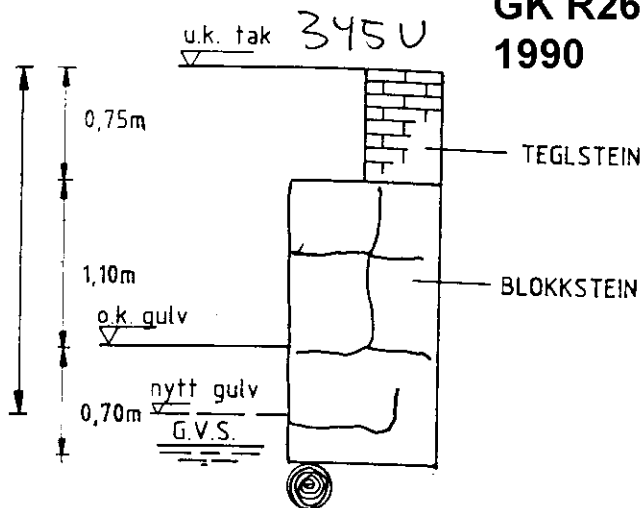 GK R26
1990
u.k. tak 345U
0,75m
TEGLSTEIN
1,10m
BLOKKSTEIN
o.k. gulv
nytt gulv
0,70m
G.V.S.